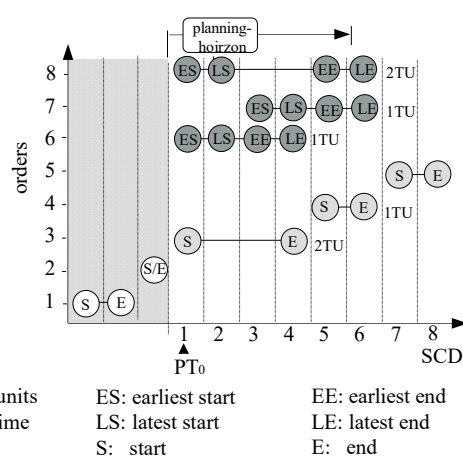 planning-
hoirzon
8 ES LS EE LE 2TU
7 ES LS EE LE 1TU
6 ES LS EE LE 1TU
5 S E
4 S E 1TU
3 S E 2TU
2 S/E
1 S E
orders
1 2 3 4 5 6 7 8
PT0 SCD
units ES: earliest start EE: earliest end
ime LS: latest start LE: latest end
S: start E: end